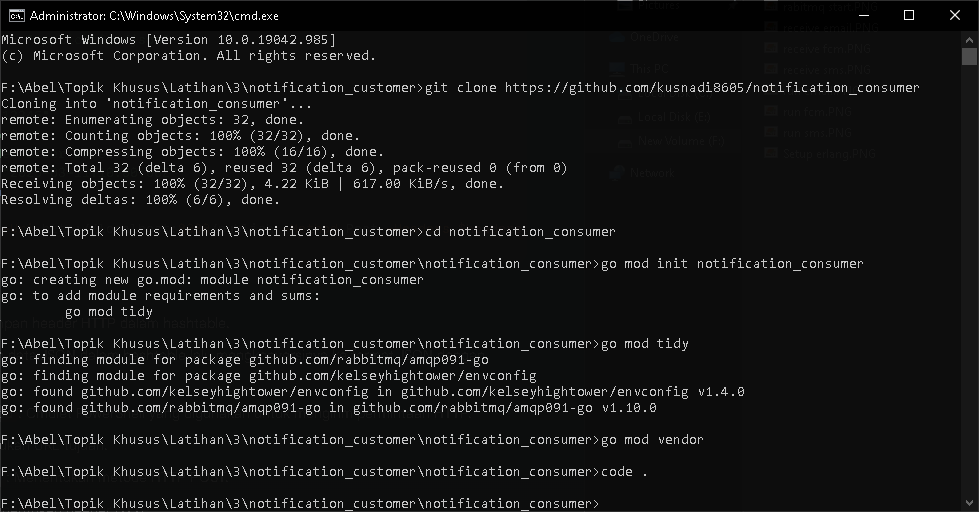 Administrator: C:\Windows\System32\cmd.exe
Microsoft Windows [Version 10.0.19042.985]
(c) Microsoft Corporation. All rights reserved.
F:\Abel\Topik Khusus\Latihan\3\notification_customer>git clone https://github.com/kusnadi8605/notification_consumer
Cloning into 'notification_consumer'...
remote: Enumerating objects: 32, done.
remote: Counting objects: 100% (32/32), done.
remote: Compressing objects: 100% (16/16), done.
remote: Total 32 (delta 6), reused 32 (delta 6), pack-reused 0 (from 0)
Receiving objects: 100% (32/32), 4.22 KiB | 617.00 KiB/s, done.
Resolving deltas: 100% (6/6), done.
F:\Abel\Topik Khusus\Latihan\3\notification_customer>cd notification_consumer
F:\Abel\Topik Khusus\Latihan\3\notification_customer\notification_consumer>go mod init notification_consumer
go: creating new go.mod: module notification_consumer
go: to add module requirements and sums:
go mod tidy
F:\Abel\Topik Khusus\Latihan\3\notification_customer\notification_consumer>go mod tidy
go: finding module for package github.com/rabbitmq/amqp091-go
go: finding module for package github.com/kelseyhightower/envconfig
go: found github.com/kelseyhightower/envconfig in github.com/kelseyhightower/envconfig v1.4.0
go: found github.com/rabbitmq/amqp091-go in github.com/rabbitmq/amqp091-go v1.10.0
F:\Abel\Topik Khusus\Latihan\3\notification_customer\notification_consumer>go mod vendor
F:\Abel\Topik Khusus\Latihan\3\notification_customer\notification_consumer>code .
F:\Abel\Topik Khusus\Latihan\3\notification_customer\notification_consumer>
OneDrive
This PC
Local Disk (E:)
New Volume (F:)
Network